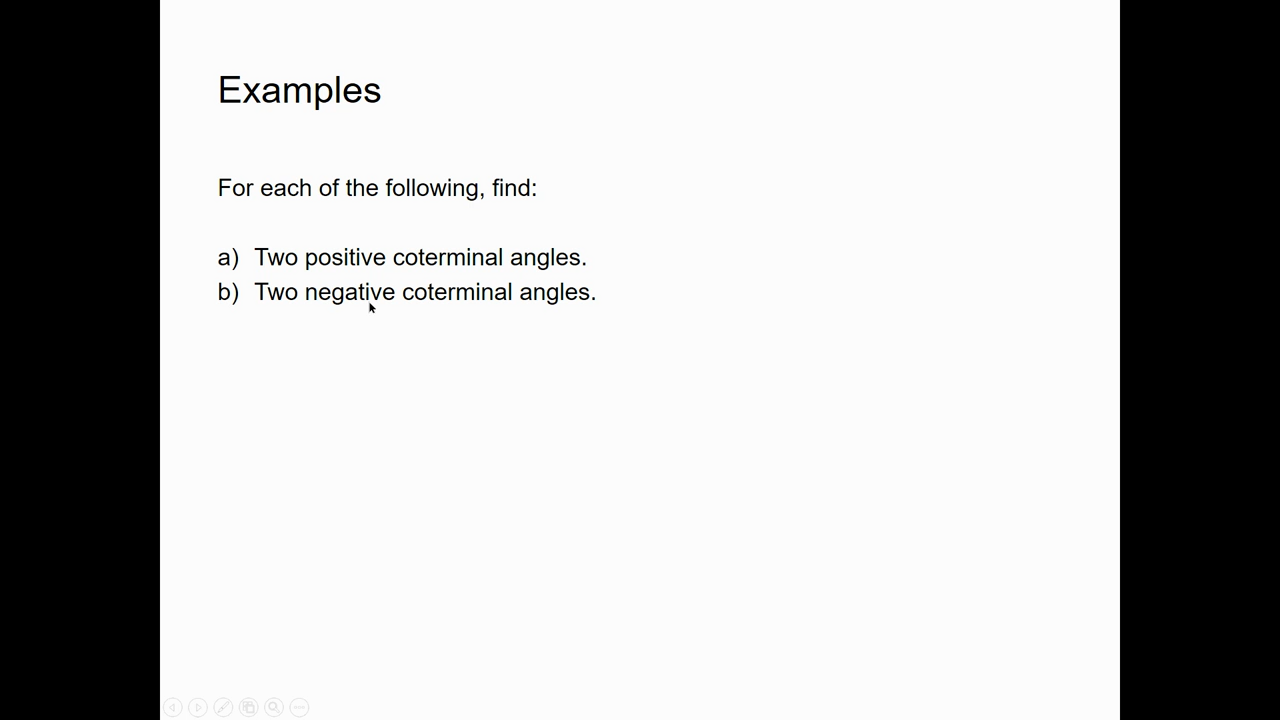 Examples
For each of the following, find:
a) Two positive coterminal angles.
b) Two negative coterminal angles.